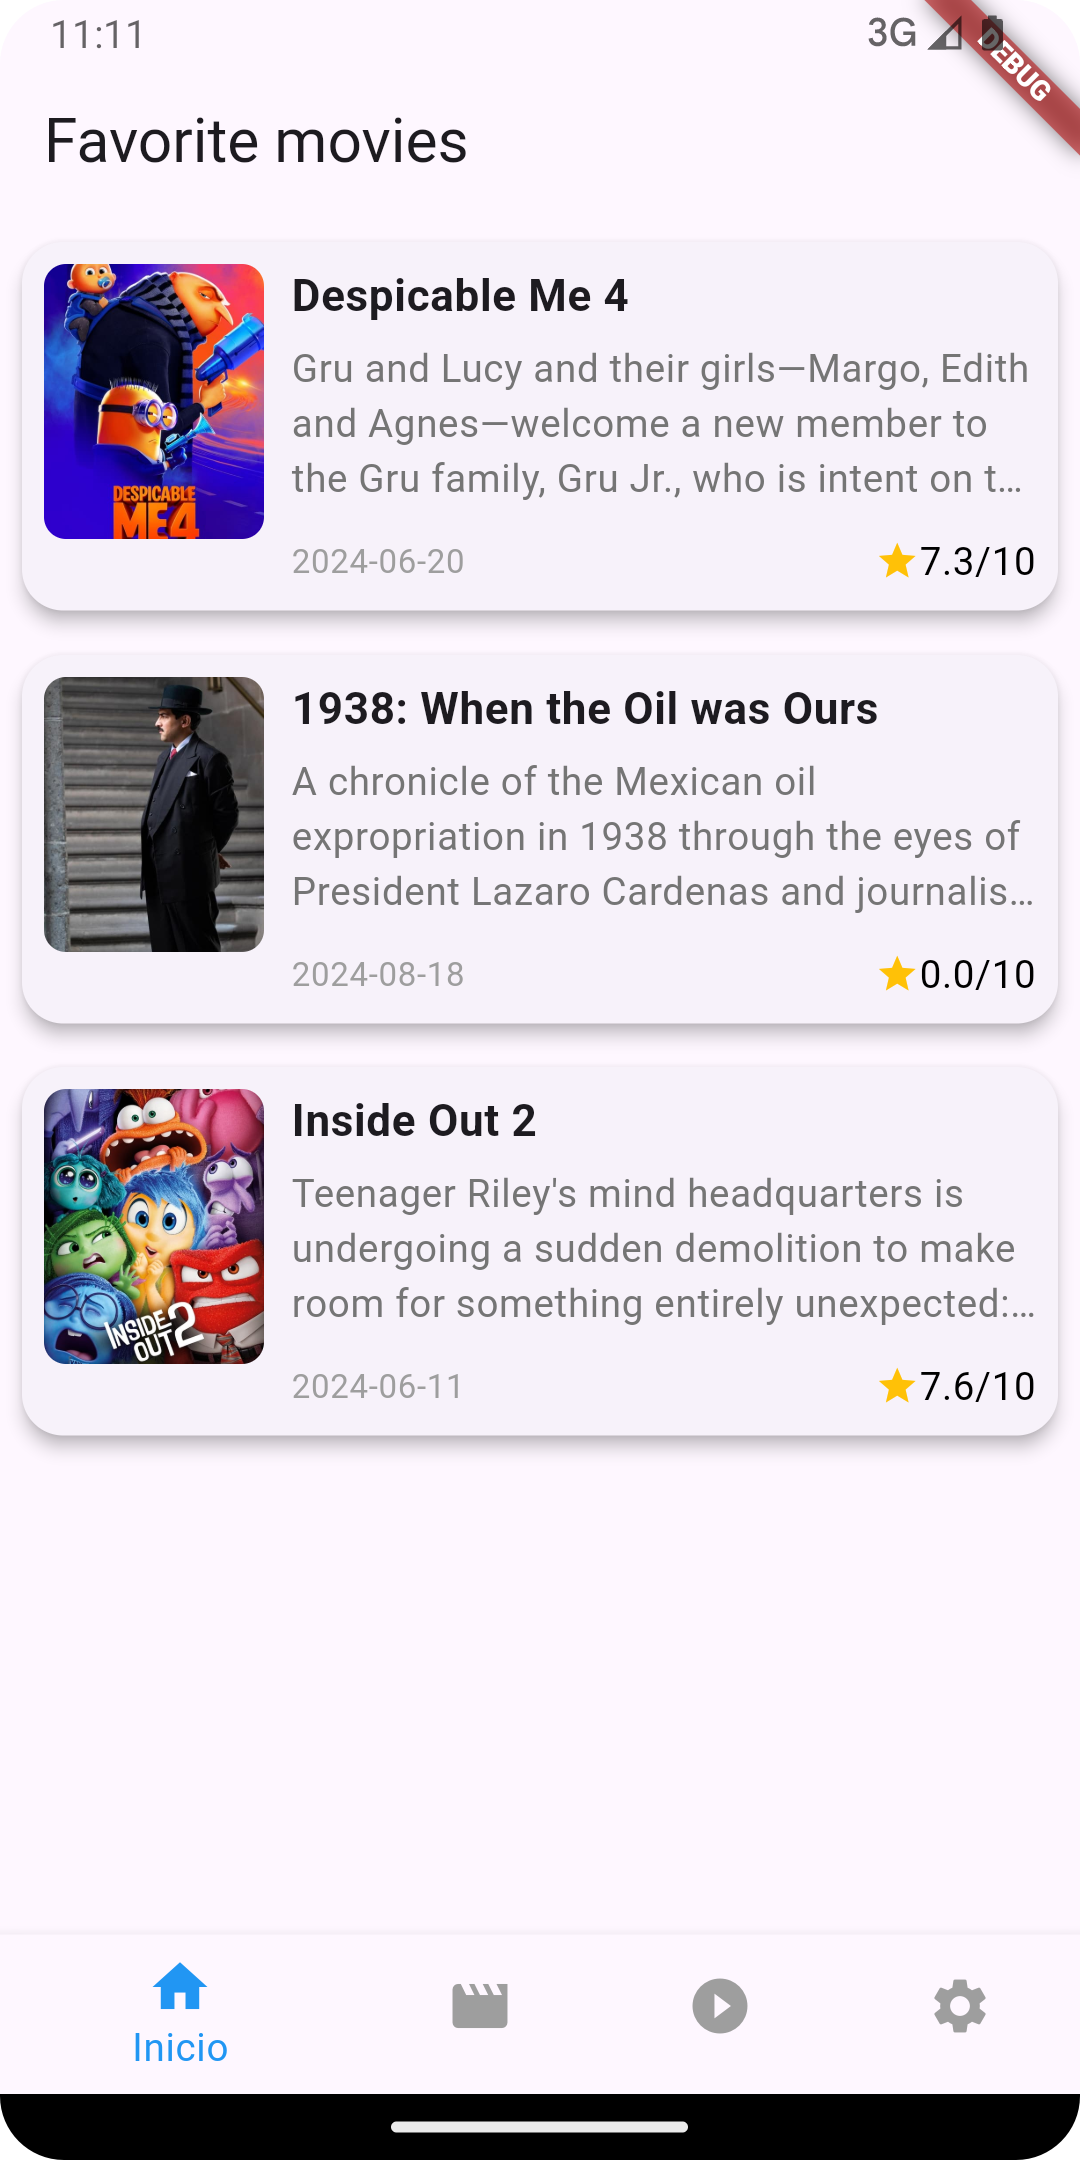 11:11
3G
DEBUG
Favorite movies
Despicable Me 4
Gru and Lucy and their girls—Margo, Edith
and Agnes—welcome a new member to
the Gru family, Gru Jr., who is intent on t…
2024-06-20
7.3/10
DESPICABLE
ME 4
1938: When the Oil was Ours
A chronicle of the Mexican oil
expropriation in 1938 through the eyes of
President Lazaro Cardenas and journalis…
2024-08-18
0.0/10
Inside Out 2
Teenager Riley's mind headquarters is
undergoing a sudden demolition to make
room for something entirely unexpected:…
2024-06-11
7.6/10
INSIDE
OUT 2
Inicio